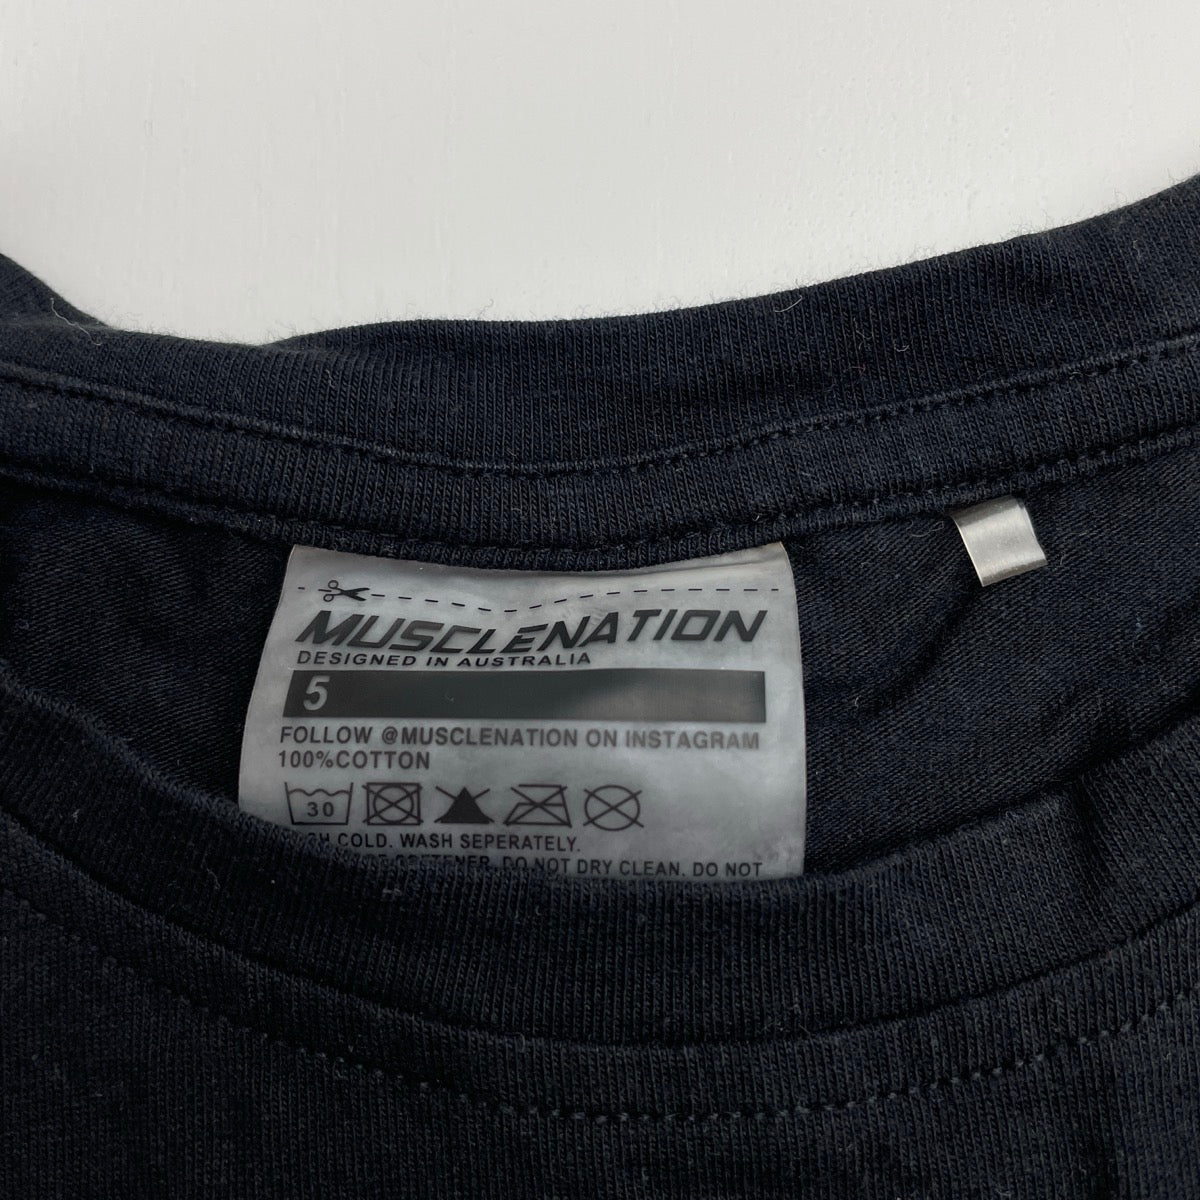 MUSCLENATION
DESIGNED IN AUSTRALIA
5
FOLLOW @MUSCLENATION ON INSTAGRAM
100%COTTON
30
COLD. WASH SEPERATELY.
SOFTENER. DO NOT DRY CLEAN. DO NOT